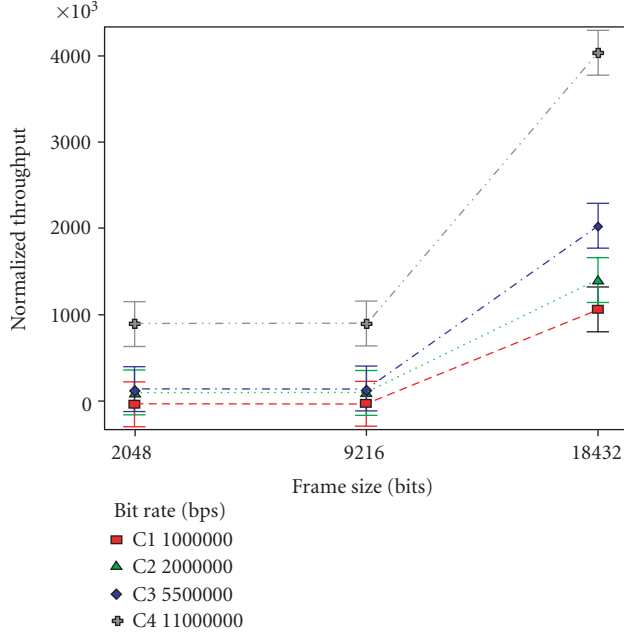 ×10³
4000
3000
2000
1000
0
Normalized throughput
2048 9216 18432
Frame size (bits)
Bit rate (bps)
C1 1000000
C2 2000000
C3 5500000
C4 11000000